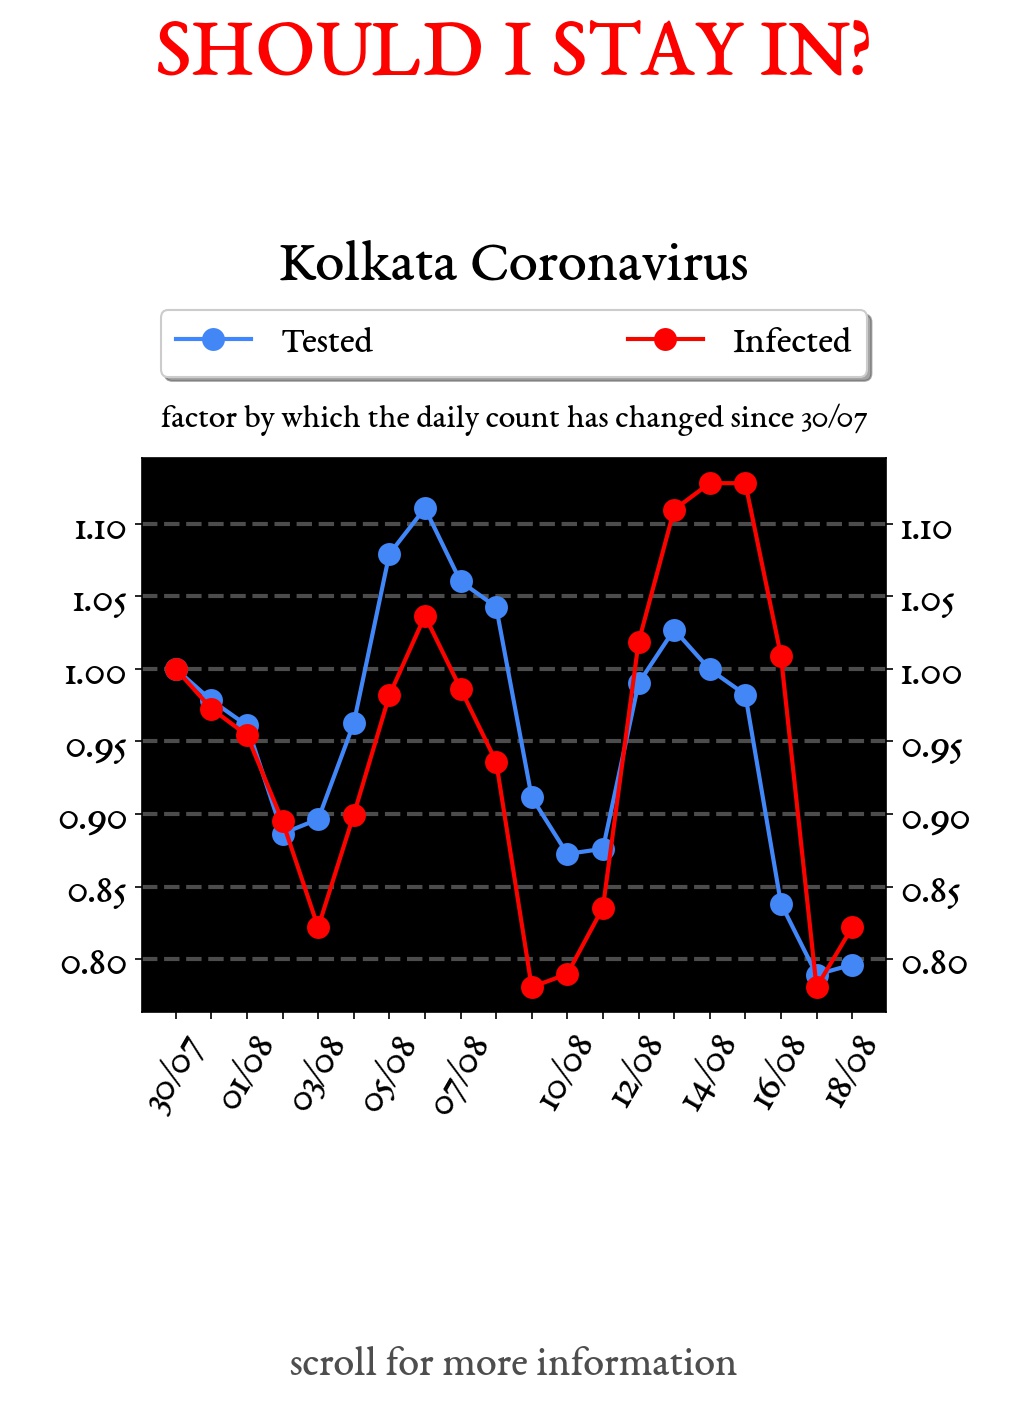 SHOULD I STAY IN?
Kolkata Coronavirus
Tested Infected
factor by which the daily count has changed since 30/07
1.10 1.10
1.05 1.05
1.00 1.00
0.95 0.95
0.90 0.90
0.85 0.85
0.80 0.80
30/07 01/08 03/08 05/08 07/08 10/08 12/08 14/08 16/08 18/08
scroll for more information